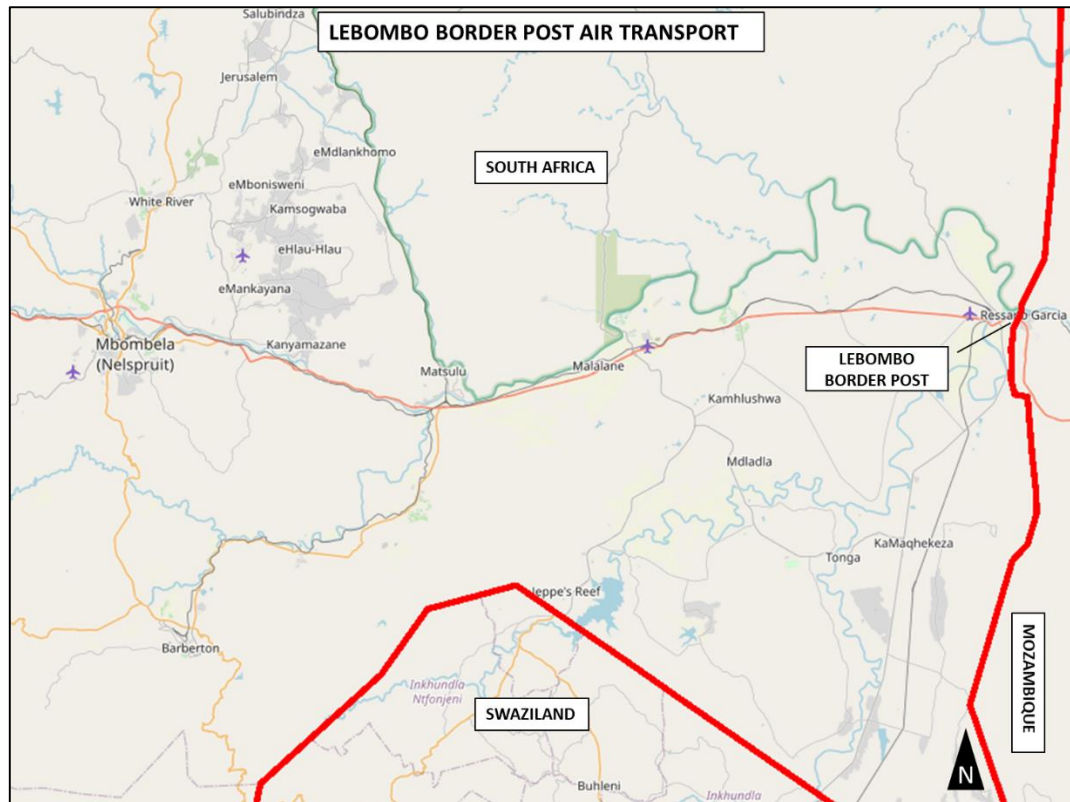 LEBOMBO BORDER POST AIR TRANSPORT
Salubindza
Jerusalem
eMdlankhomo
SOUTH AFRICA
eMbonisweni
White River
Kamsogwaba
eHlau-Hlau
eMankayana
Ressano Garcia
Mbombela
(Nelspruit)
Kanyamazane
LEBOMBO
BORDER POST
Matsulu
Malalane
Kamhlushwa
Mdladla
KaMaqhekeza
Tonga
Jeppe's Reef
Barberton
MOZAMBIQUE
Inkhundla
Ntfonjeni
SWAZILAND
N
Buhleni
Inkhundla